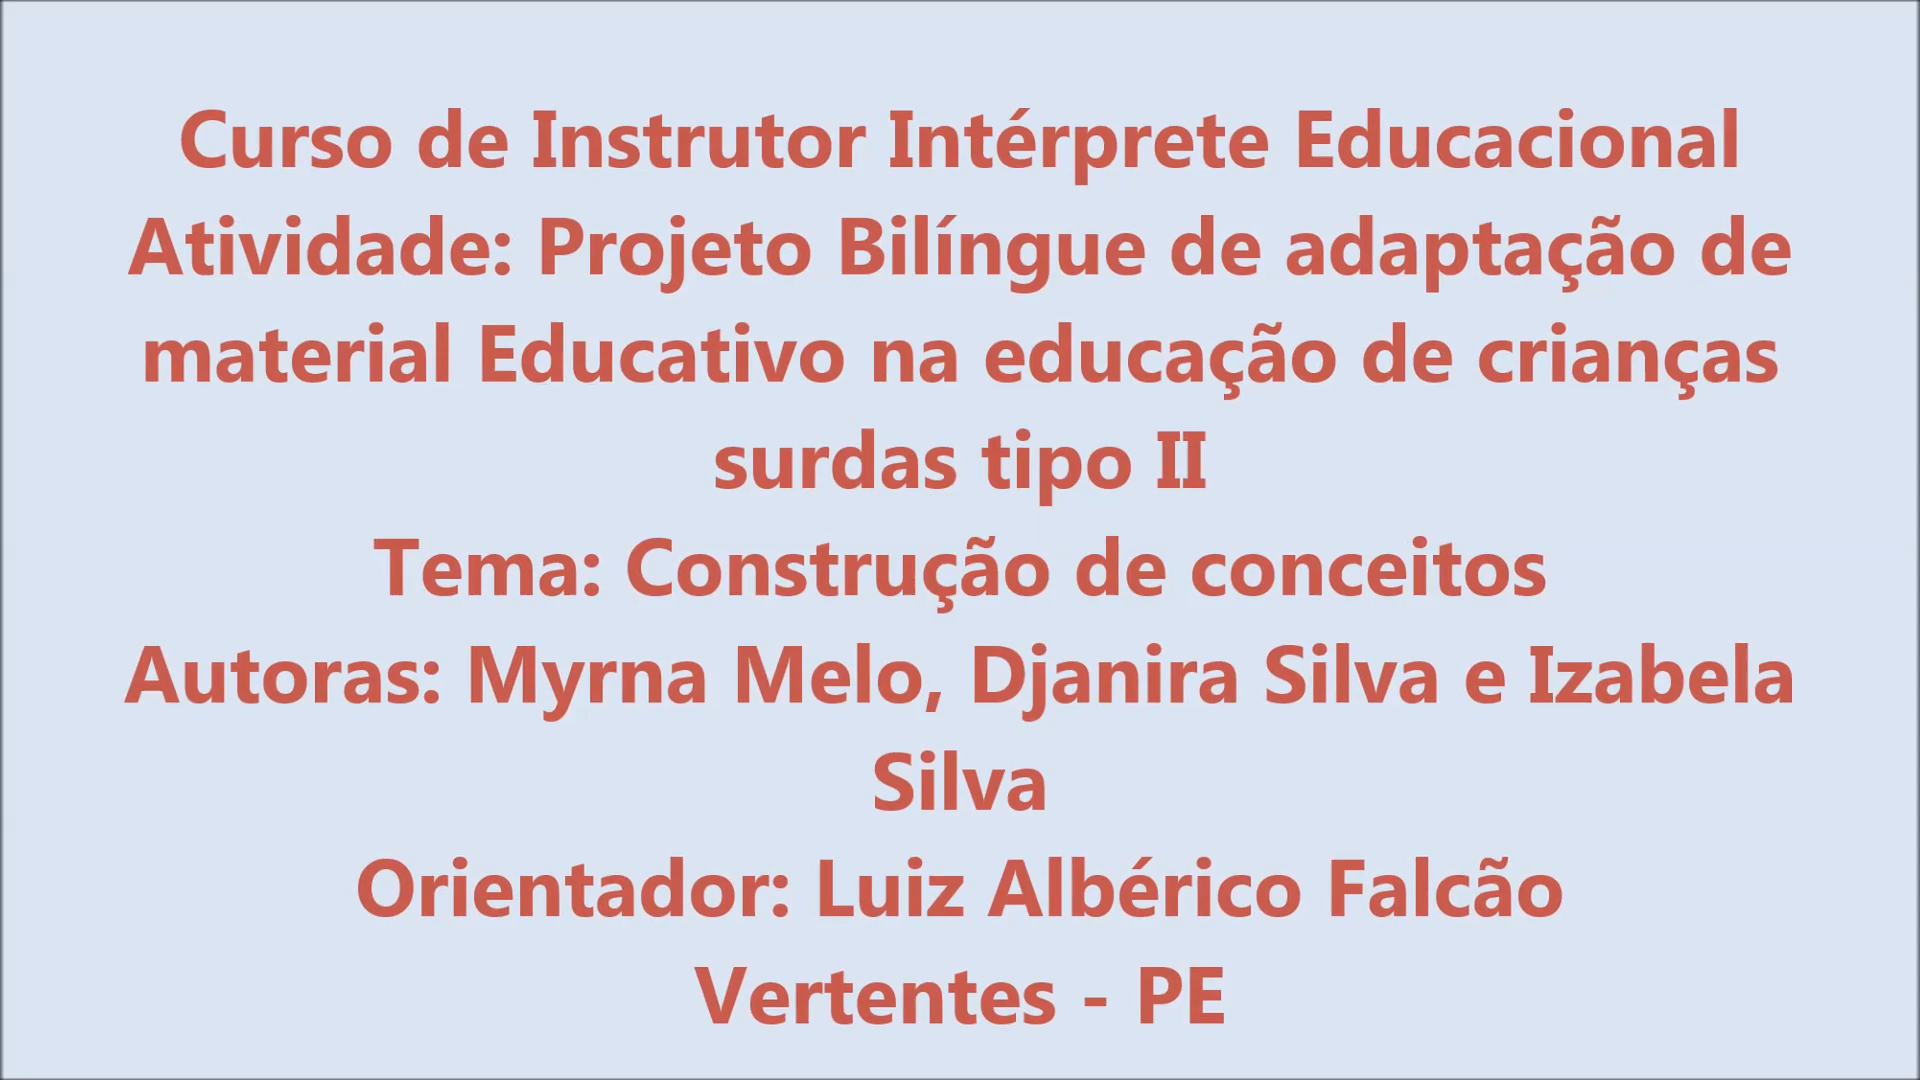 Curso de Instrutor Intérprete Educacional
Atividade: Projeto Bilíngue de adaptação de
material Educativo na educação de crianças
surdas tipo II
Tema: Construção de conceitos
Autoras: Myrna Melo, Djanira Silva e Izabela
Silva
Orientador: Luiz Albérico Falcão
Vertentes - PE